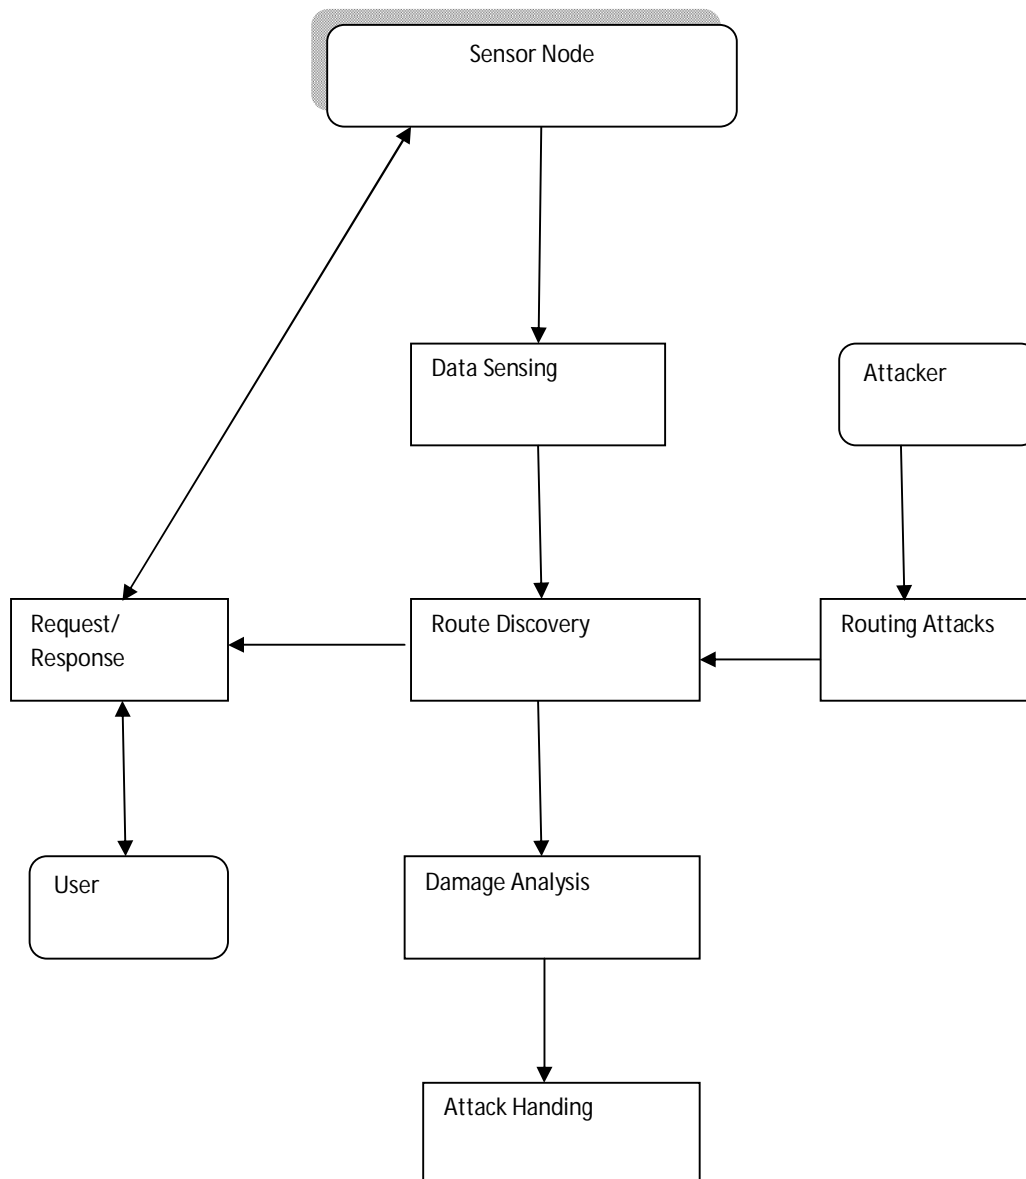 Sensor Node
Data Sensing
Attacker
Request/
Response
Route Discovery
Routing Attacks
User
Damage Analysis
Attack Handing